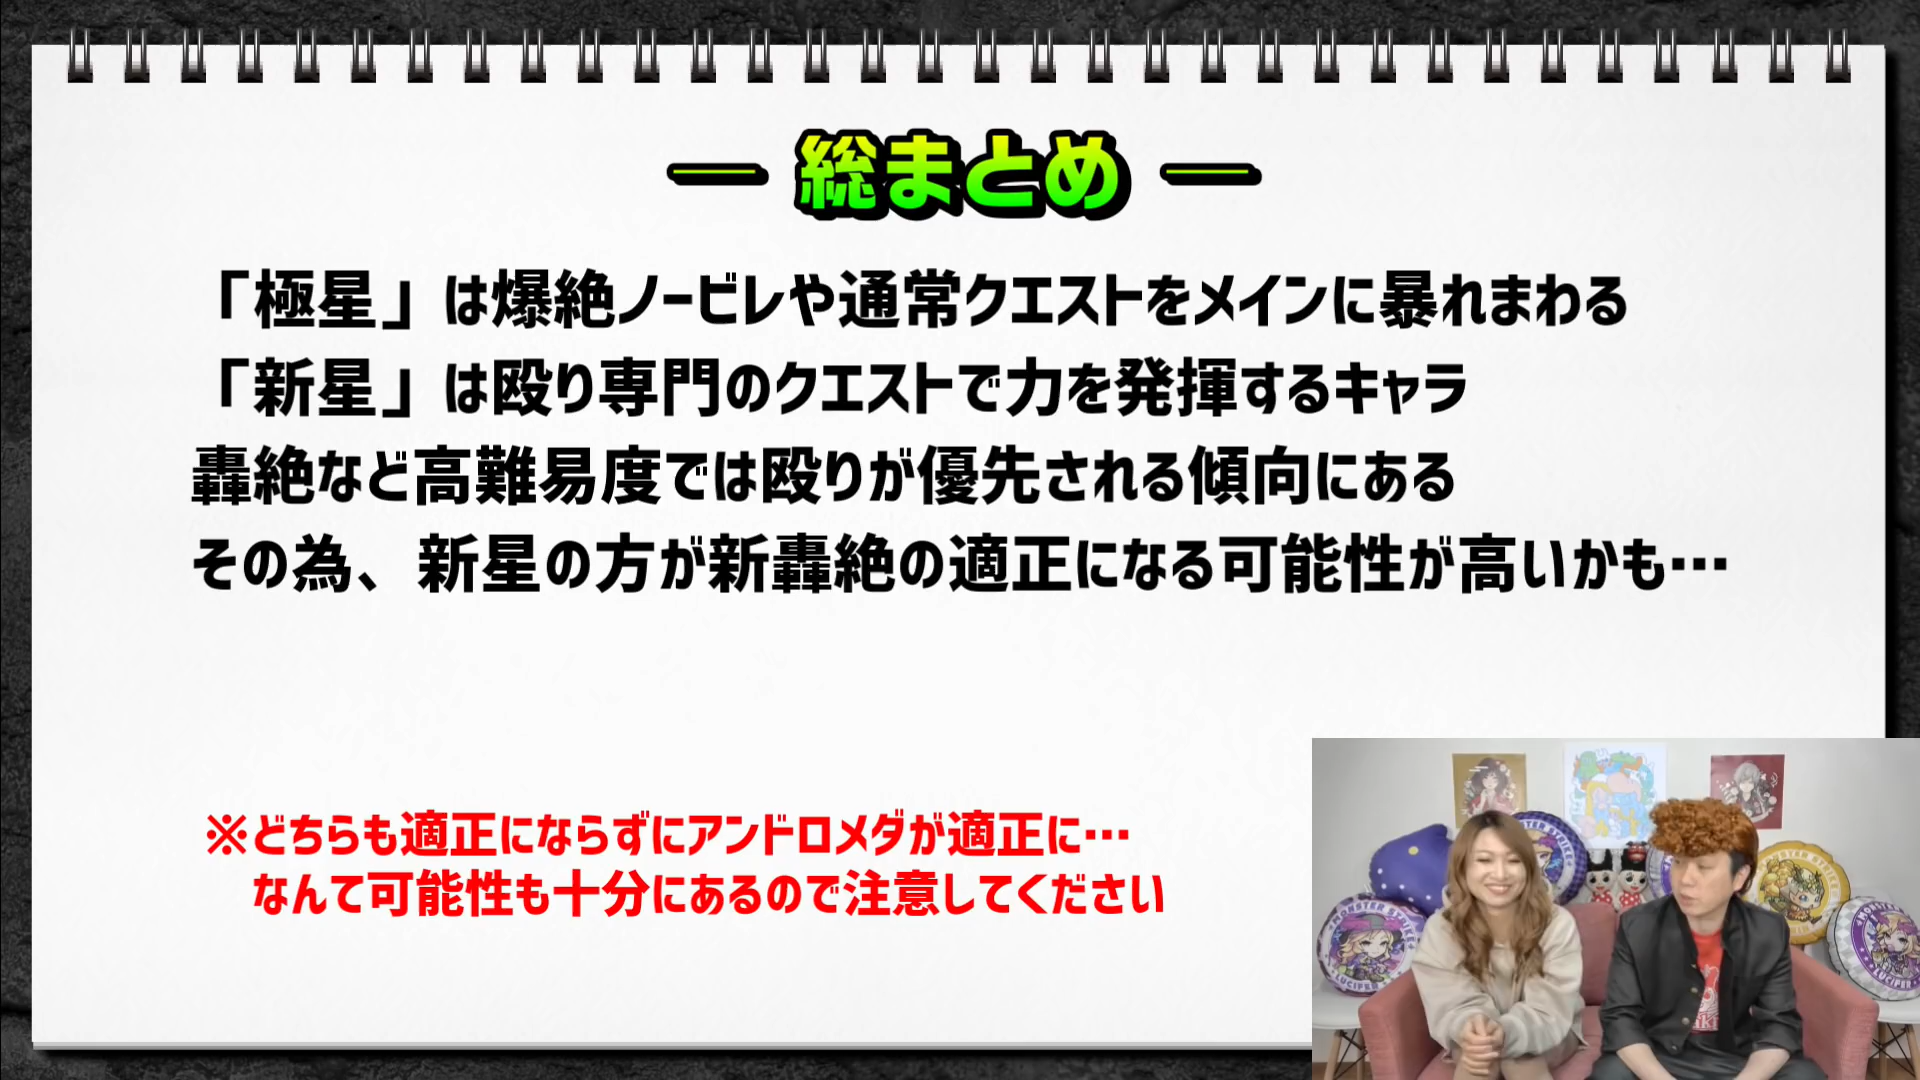 — 総まとめ —
「極星」は爆絶ノービレや通常クエストをメインに暴れまわる
「新星」は殴り専門のクエストで力を発揮するキャラ
轟絶など高難易度では殴りが優先される傾向にある
その為、新星の方が新轟絶の適正になる可能性が高いかも…
※どちらも適正にならずにアンドロメダが適正に…
なんて可能性も十分にあるので注意してください
MONSTER STRIKE
LUCIFER